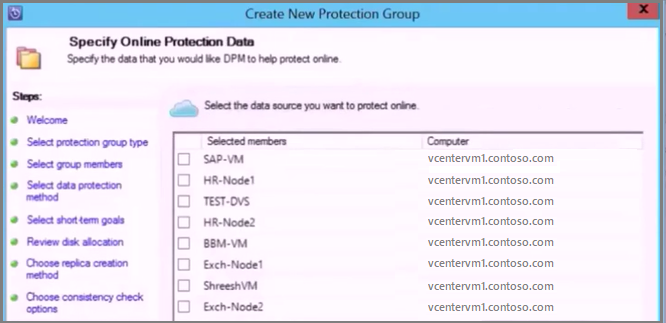 Create New Protection Group
X
Specify Online Protection Data
Specify the data that you would like DPM to help protect online.
Steps:
Welcome
Select protection group type
Select group members
Select data protection
method
Select short-term goals
Review disk allocation
Choose replica creation
method
Choose consistency check
options
Select the data source you want to protect online.
Selected members Computer
SAP-VM vcentervm1.contoso.com
HR-Node1 vcentervm1.contoso.com
TEST-DVS vcentervm1.contoso.com
HR-Node2 vcentervm1.contoso.com
BBM-VM vcentervm1.contoso.com
Exch-Node1 vcentervm1.contoso.com
ShreeshVM vcentervm1.contoso.com
Exch-Node2 vcentervm1.contoso.com